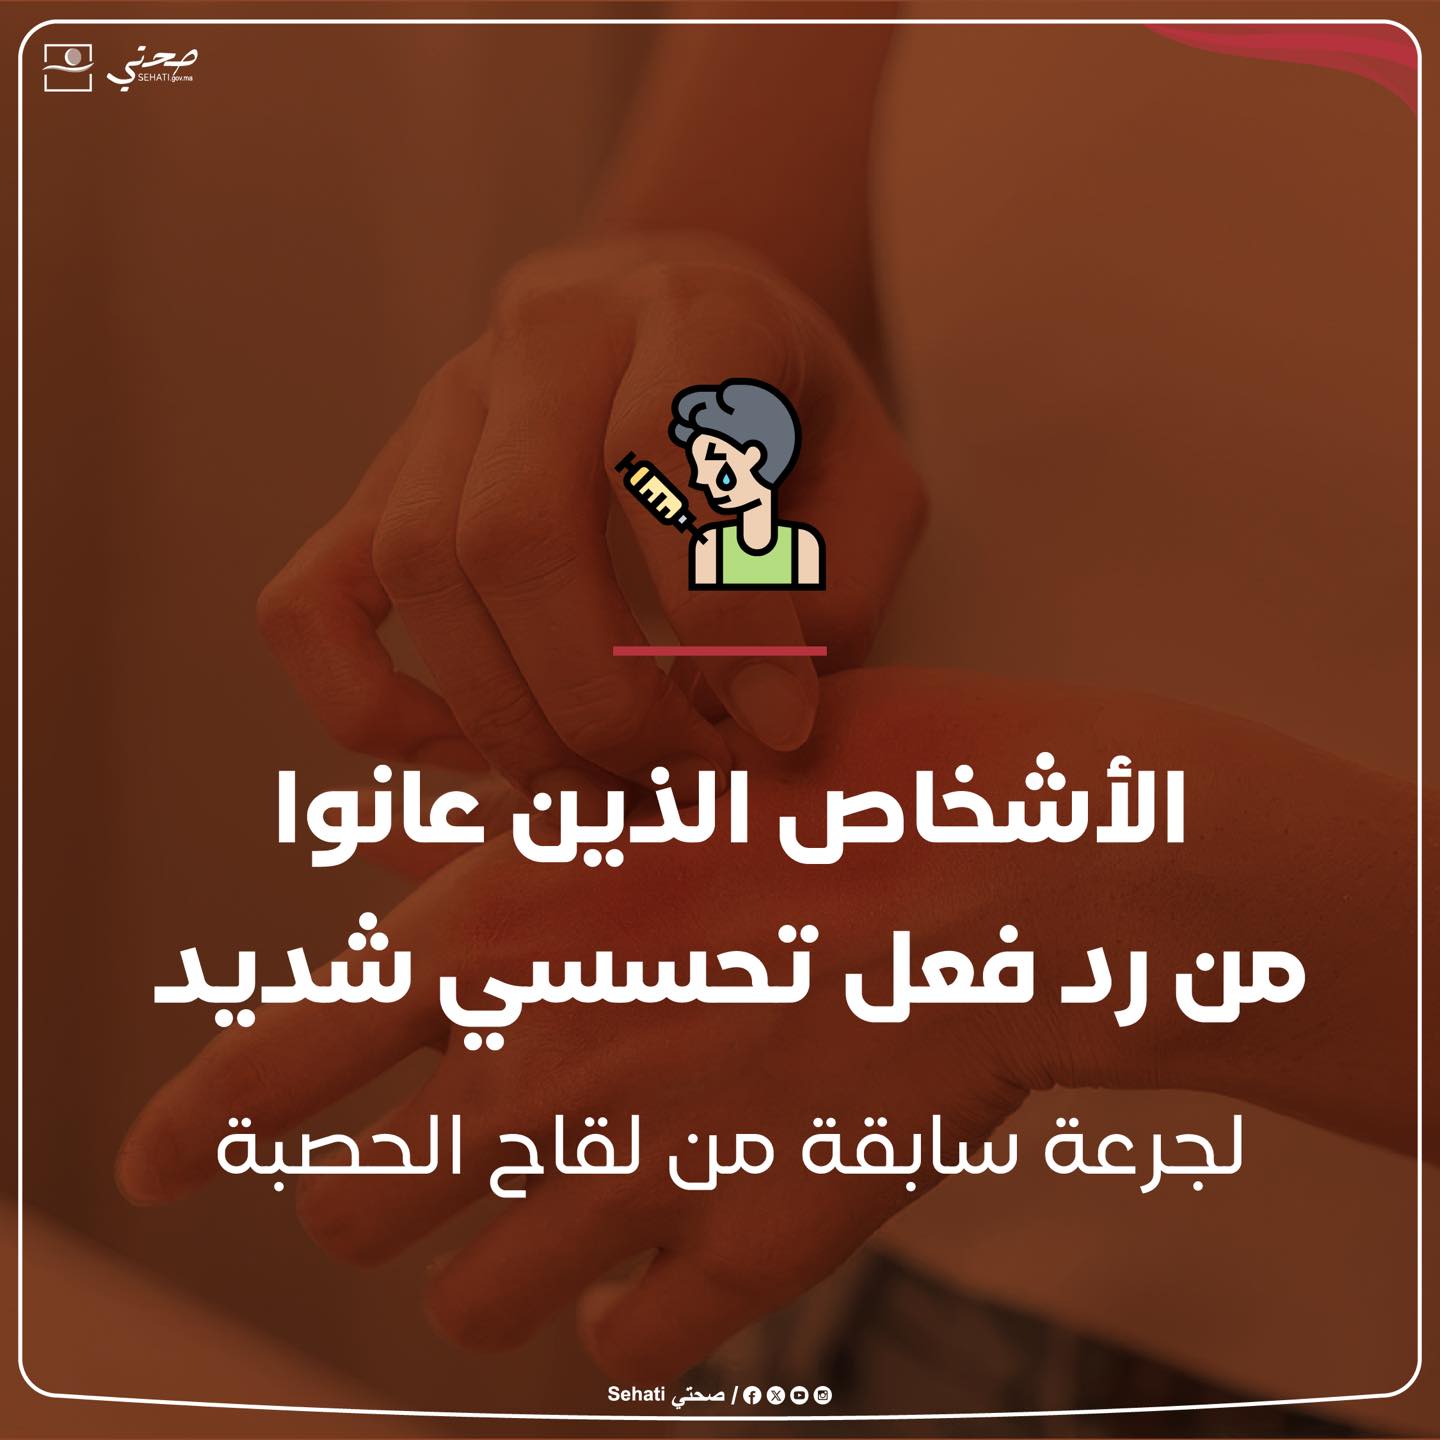 صحتي
SEHATI.gov.ma
الأشخاص الذين عانوا
من رد فعل تحسسي شديد
لجرعة سابقة من لقاح الحصبة
Sehati صحتي /